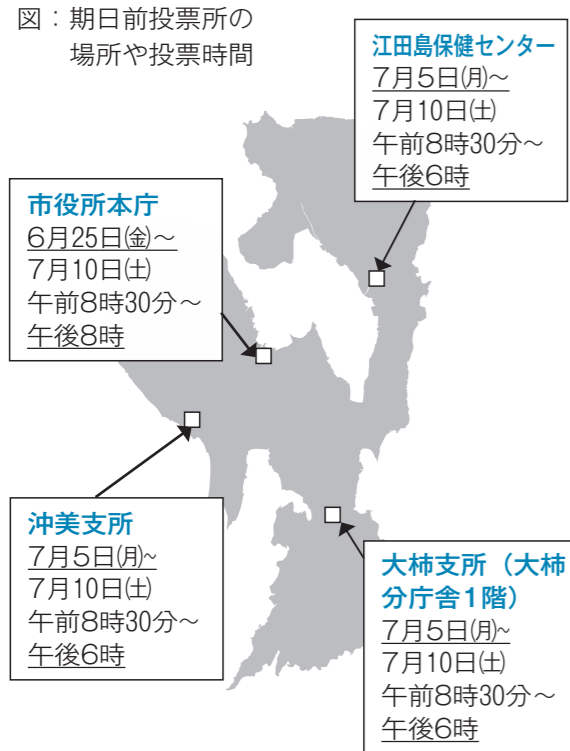 図：期日前投票所の
場所や投票時間
江田島保健センター
7月5日㈪～
7月10日㈯
午前8時30分～
午後6時
市役所本庁
6月25日㈮～
7月10日㈯
午前8時30分～
午後8時
沖美支所
7月5日㈪~
7月10日㈯
午前8時30分～
午後6時
大柿支所（大柿
分庁舎1階）
7月5日㈪~
7月10日㈯
午前8時30分～
午後6時